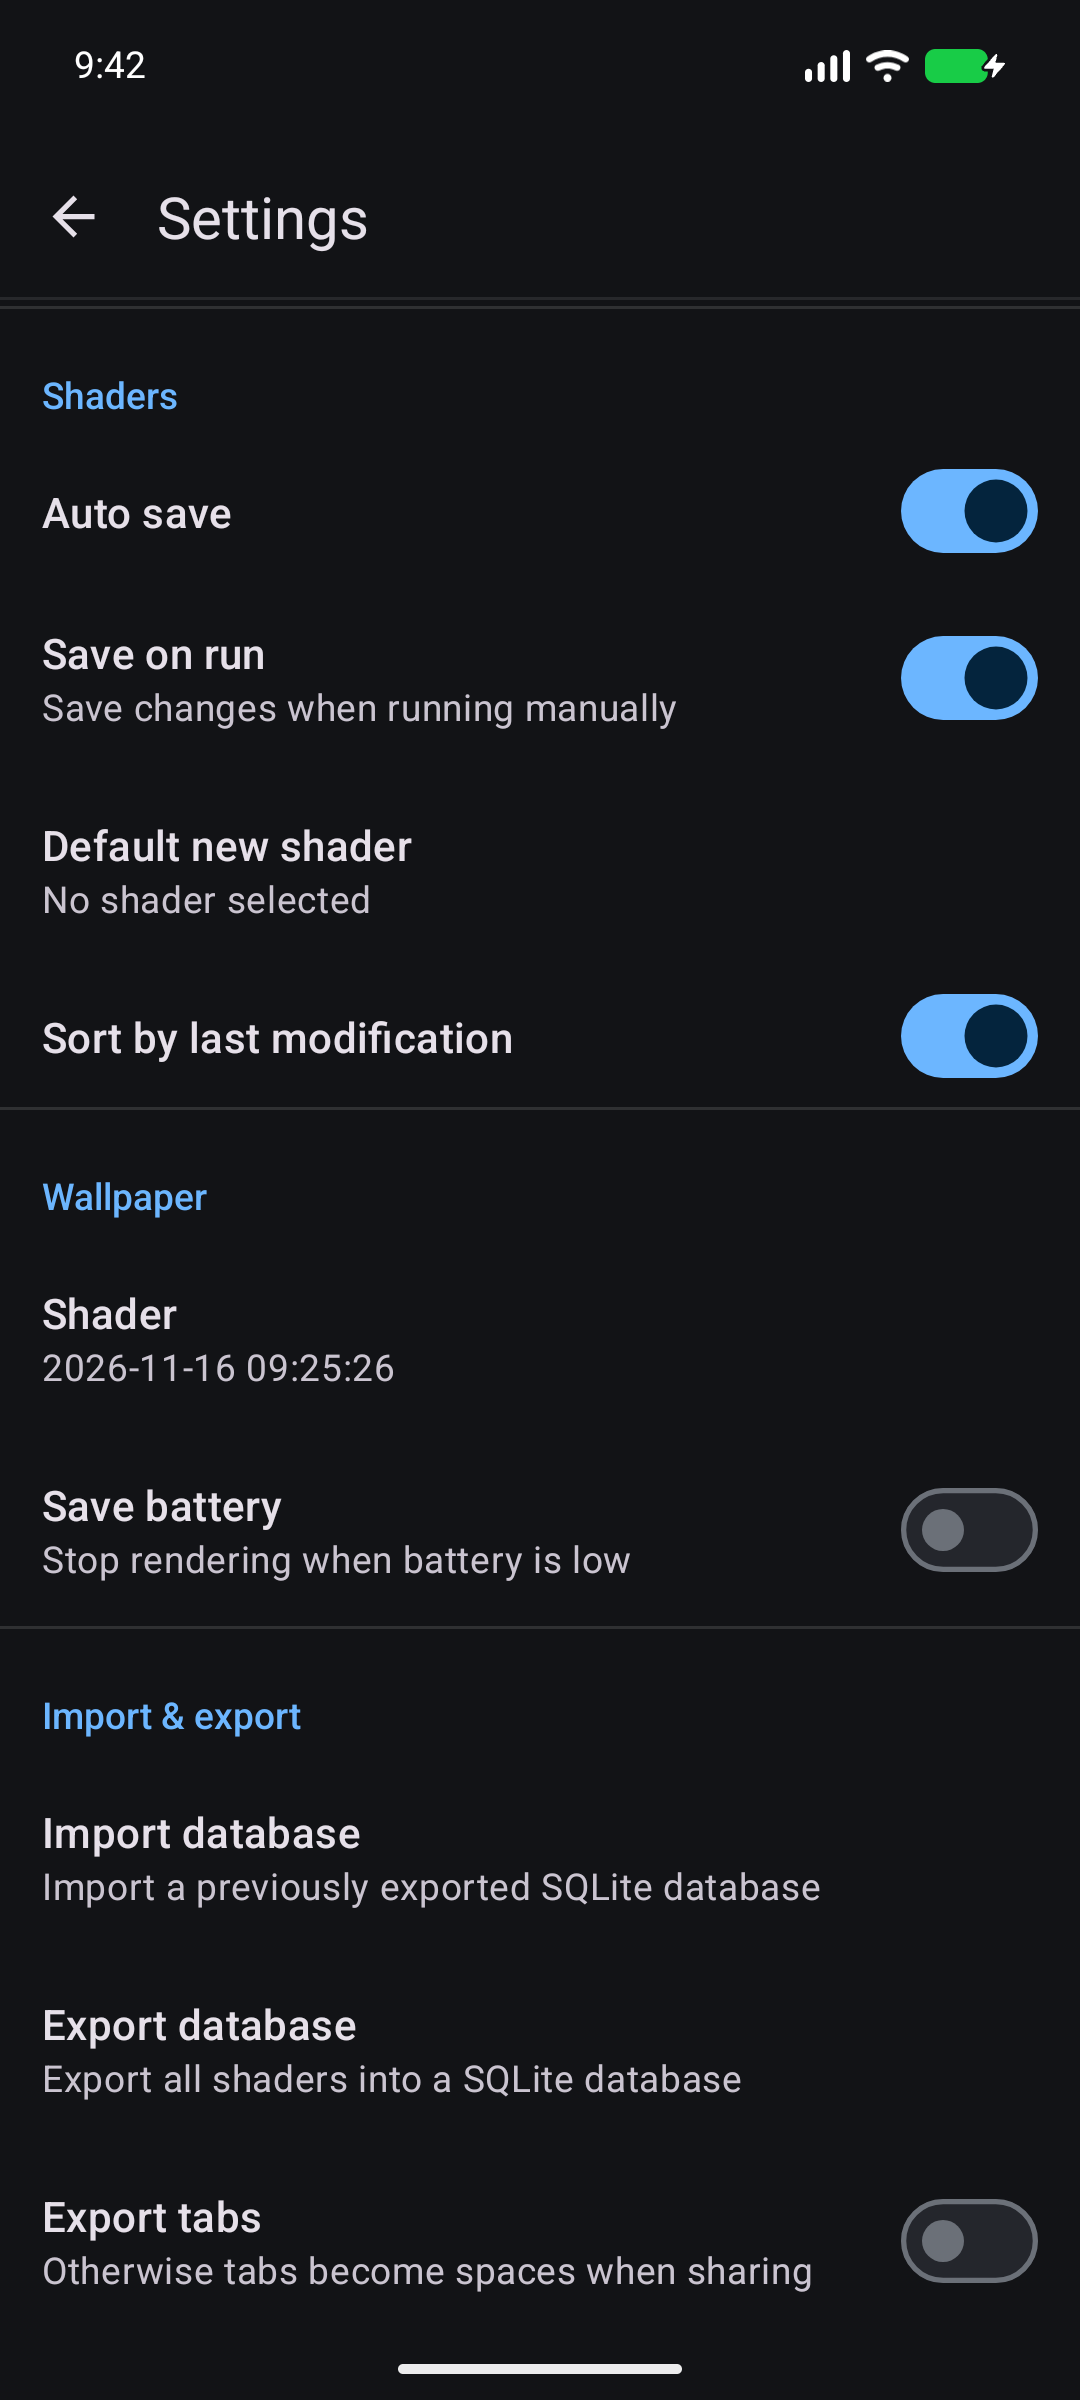 9:42
Settings
Shaders
Auto save
Save on run
Save changes when running manually
Default new shader
No shader selected
Sort by last modification
Wallpaper
Shader
2026-11-16 09:25:26
Save battery
Stop rendering when battery is low
Import & export
Import database
Import a previously exported SQLite database
Export database
Export all shaders into a SQLite database
Export tabs
Otherwise tabs become spaces when sharing